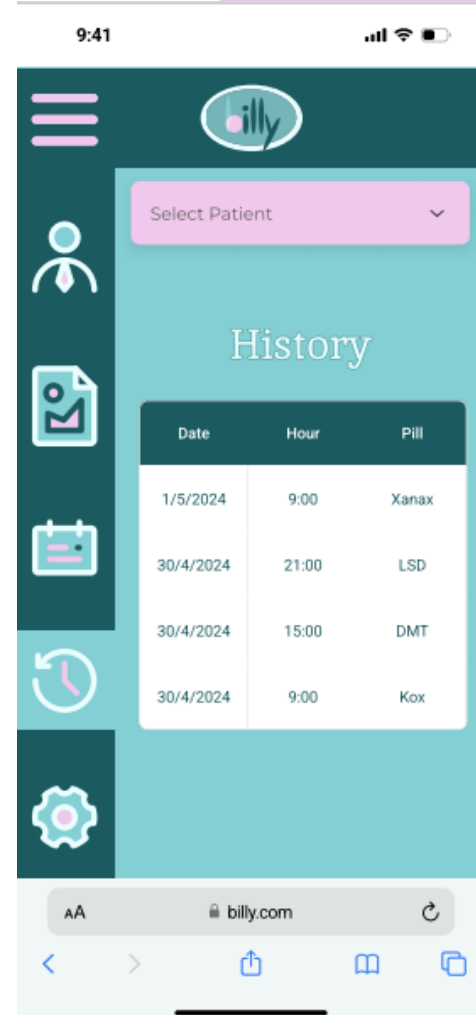 9:41
billy
Select Patient
History
Date Hour Pill
1/5/2024 9:00 Xanax
30/4/2024 21:00 LSD
30/4/2024 15:00 DMT
30/4/2024 9:00 Kox
AA billy.com